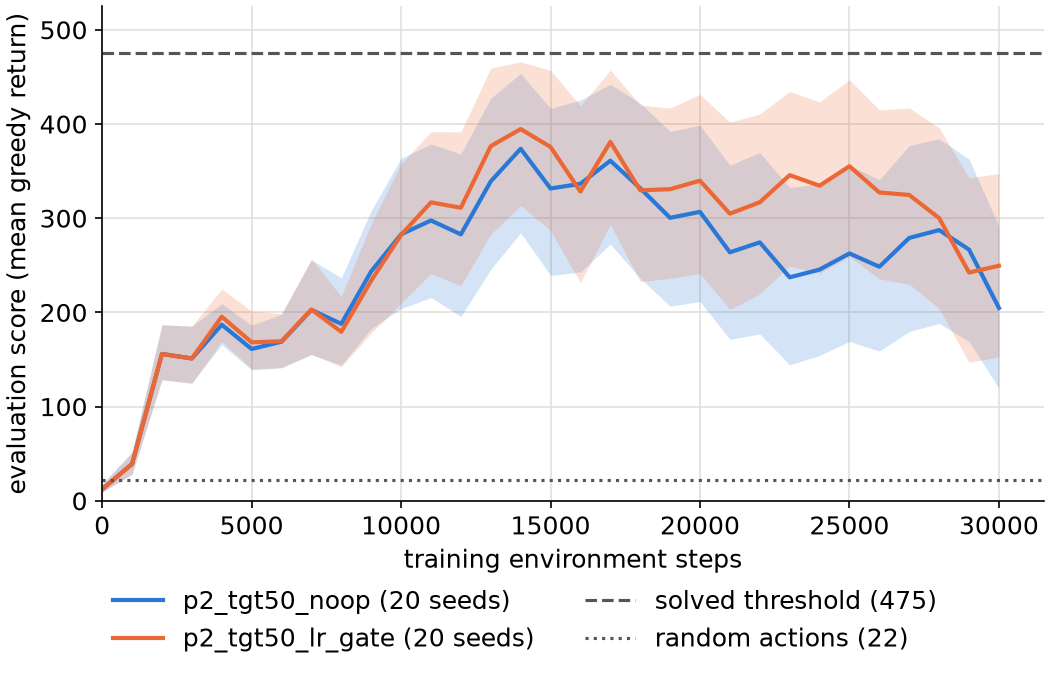 evaluation score (mean greedy return)
500
400
300
200
100
0
0 5000 10000 15000 20000 25000 30000
training environment steps
p2_tgt50_noop (20 seeds)
p2_tgt50_lr_gate (20 seeds)
solved threshold (475)
random actions (22)